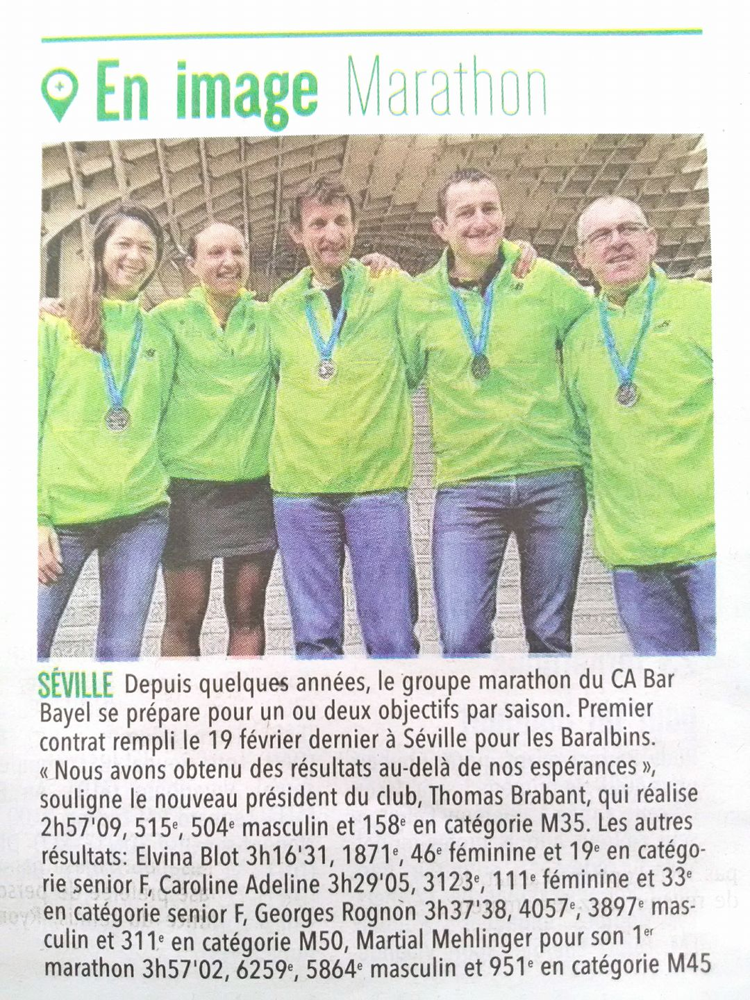 En image Marathon
SÉVILLE Depuis quelques années, le groupe marathon du CA Bar
Bayel se prépare pour un ou deux objectifs par saison. Premier
contrat rempli le 19 février dernier à Séville pour les Baralbins.
« Nous avons obtenu des résultats au-delà de nos espérances »,
souligne le nouveau président du club, Thomas Brabant, qui réalise
2h57'09, 515e, 504e masculin et 158e en catégorie M35. Les autres
résultats: Elvina Blot 3h16'31, 1871e, 46e féminine et 19e en catégo-
rie senior F, Caroline Adeline 3h29'05, 3123e, 111e féminine et 33e
en catégorie senior F, Georges Rognon 3h37'38, 4057e, 3897e mas-
culin et 311e en catégorie M50, Martial Mehlinger pour son 1er
marathon 3h57'02, 6259e, 5864e masculin et 951e en catégorie M45